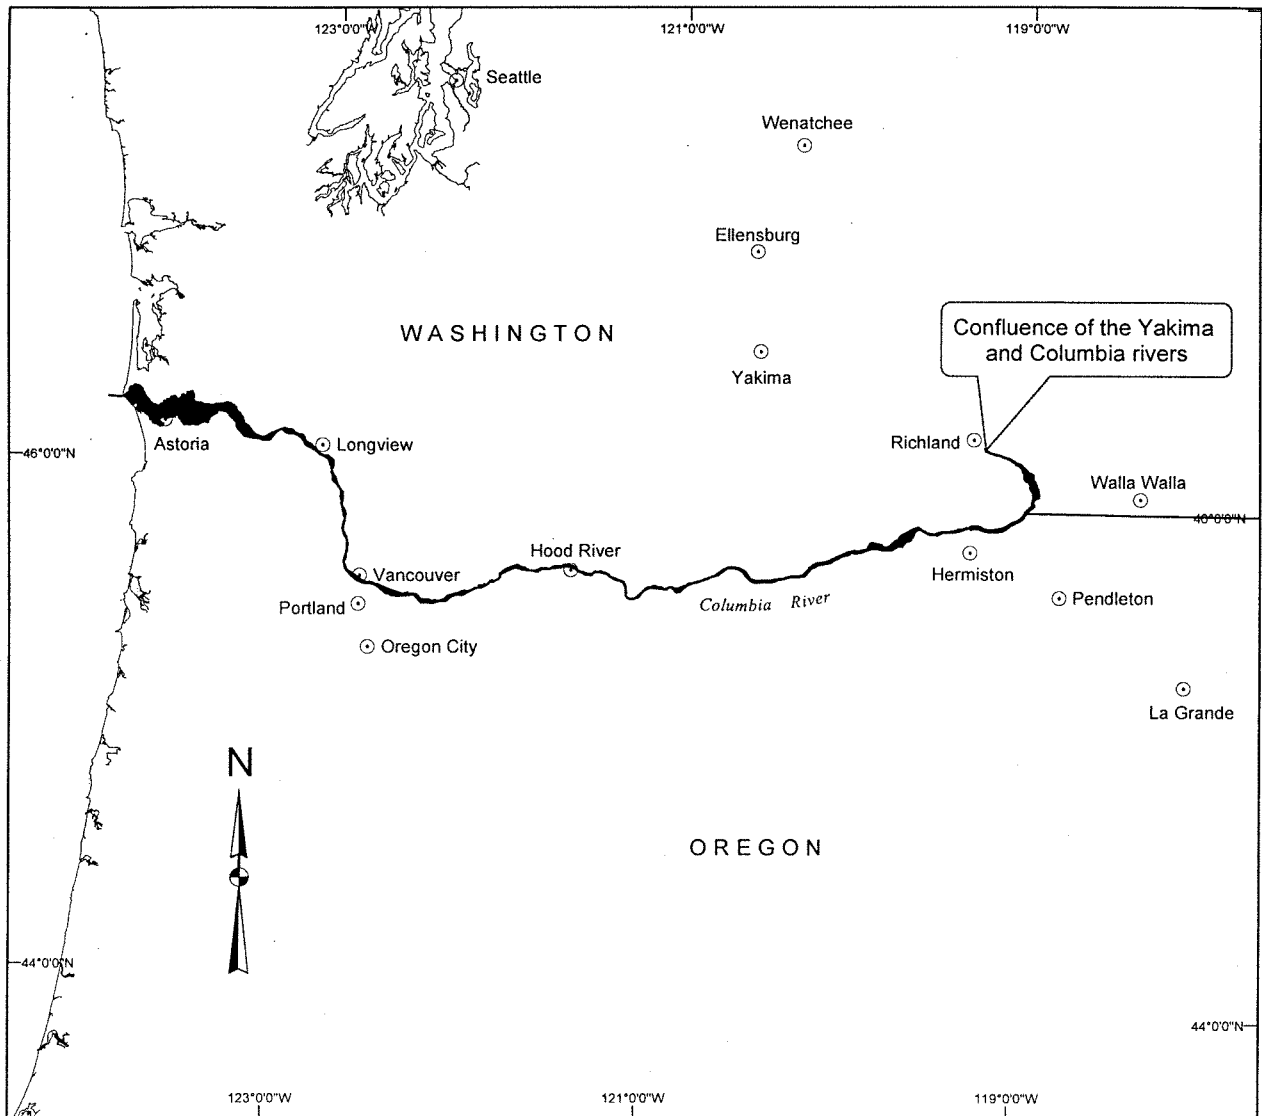 123°0'0"W
121°0'0"W
119°0'0"W
Seattle
Wenatchee
Ellensburg
WASHINGTON
Confluence of the Yakima
and Columbia rivers
Yakima
Astoria
Longview
Richland
46°0'0"N
Walla Walla
46°0'0"N
Hood River
Vancouver
Hermiston
Portland
Columbia River
Pendleton
Oregon City
La Grande
N
OREGON
44°0'0"N
44°0'0"N
123°0'0"W
121°0'0"W
119°0'0"W